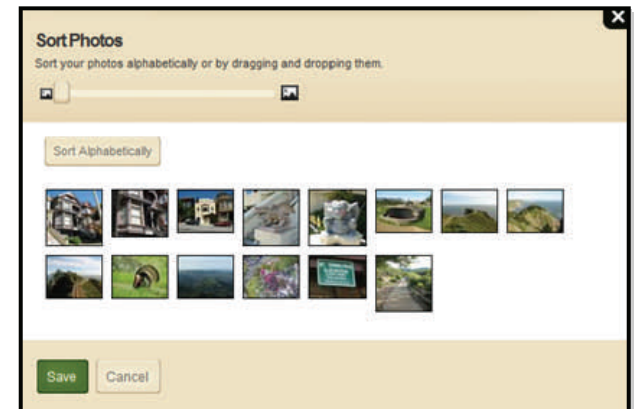 Sort Photos
Sort your photos alphabetically or by dragging and dropping them.
Sort Alphabetically
Save
Cancel